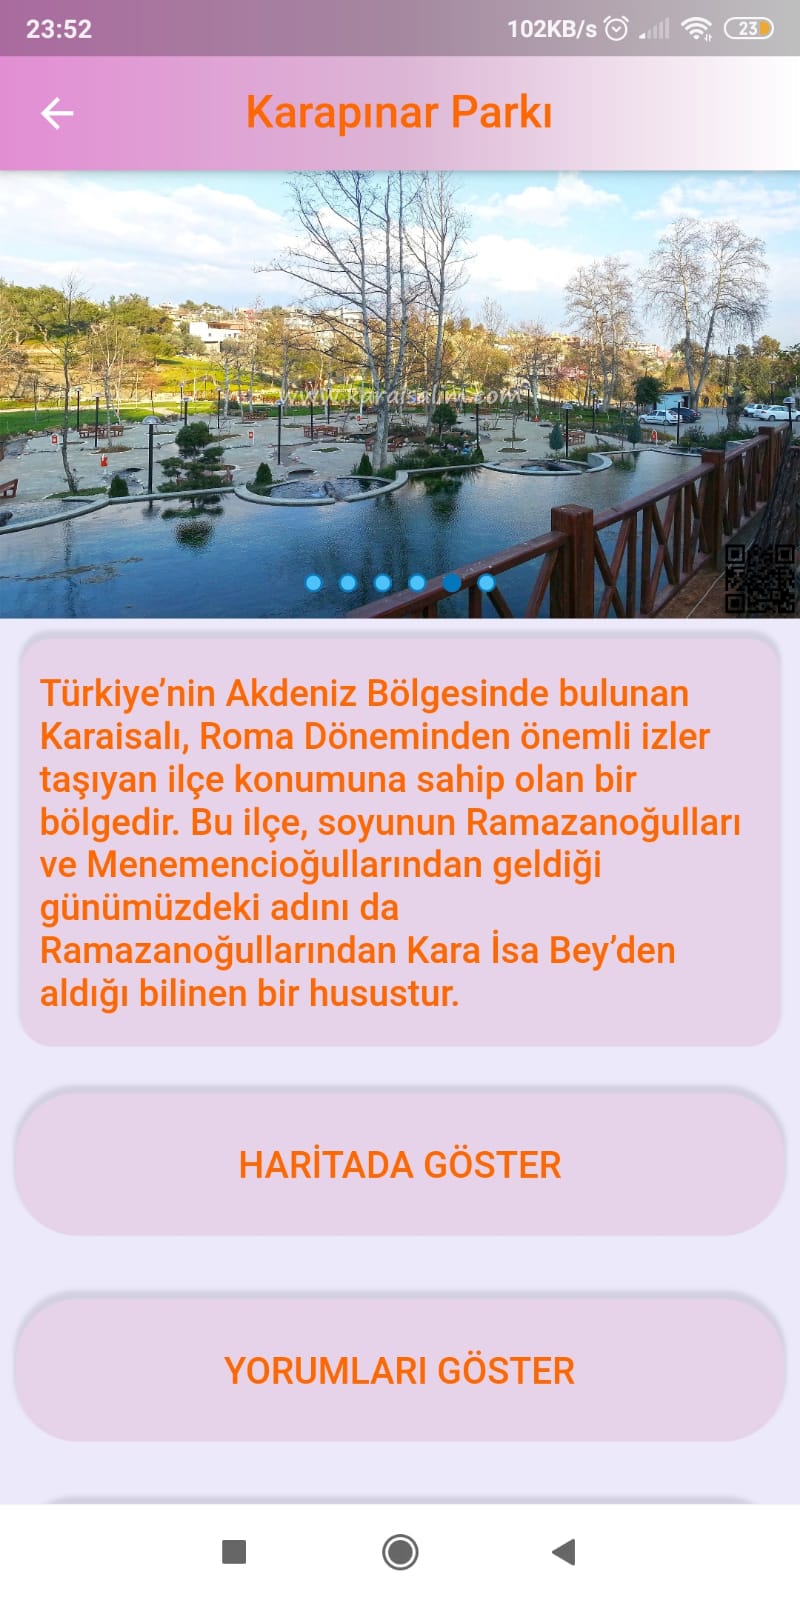 23:52
102KB/s
23
Karapınar Parkı
www.karaisalim.com
Türkiye’nin Akdeniz Bölgesinde bulunan
Karaisalı, Roma Döneminden önemli izler
taşıyan ilçe konumuna sahip olan bir
bölgedir. Bu ilçe, soyunun Ramazanoğulları
ve Menemencioğullarından geldiği
günümüzdeki adını da
Ramazanoğullarından Kara İsa Bey’den
aldığı bilinen bir husustur.
HARİTADA GÖSTER
YORUMLARI GÖSTER